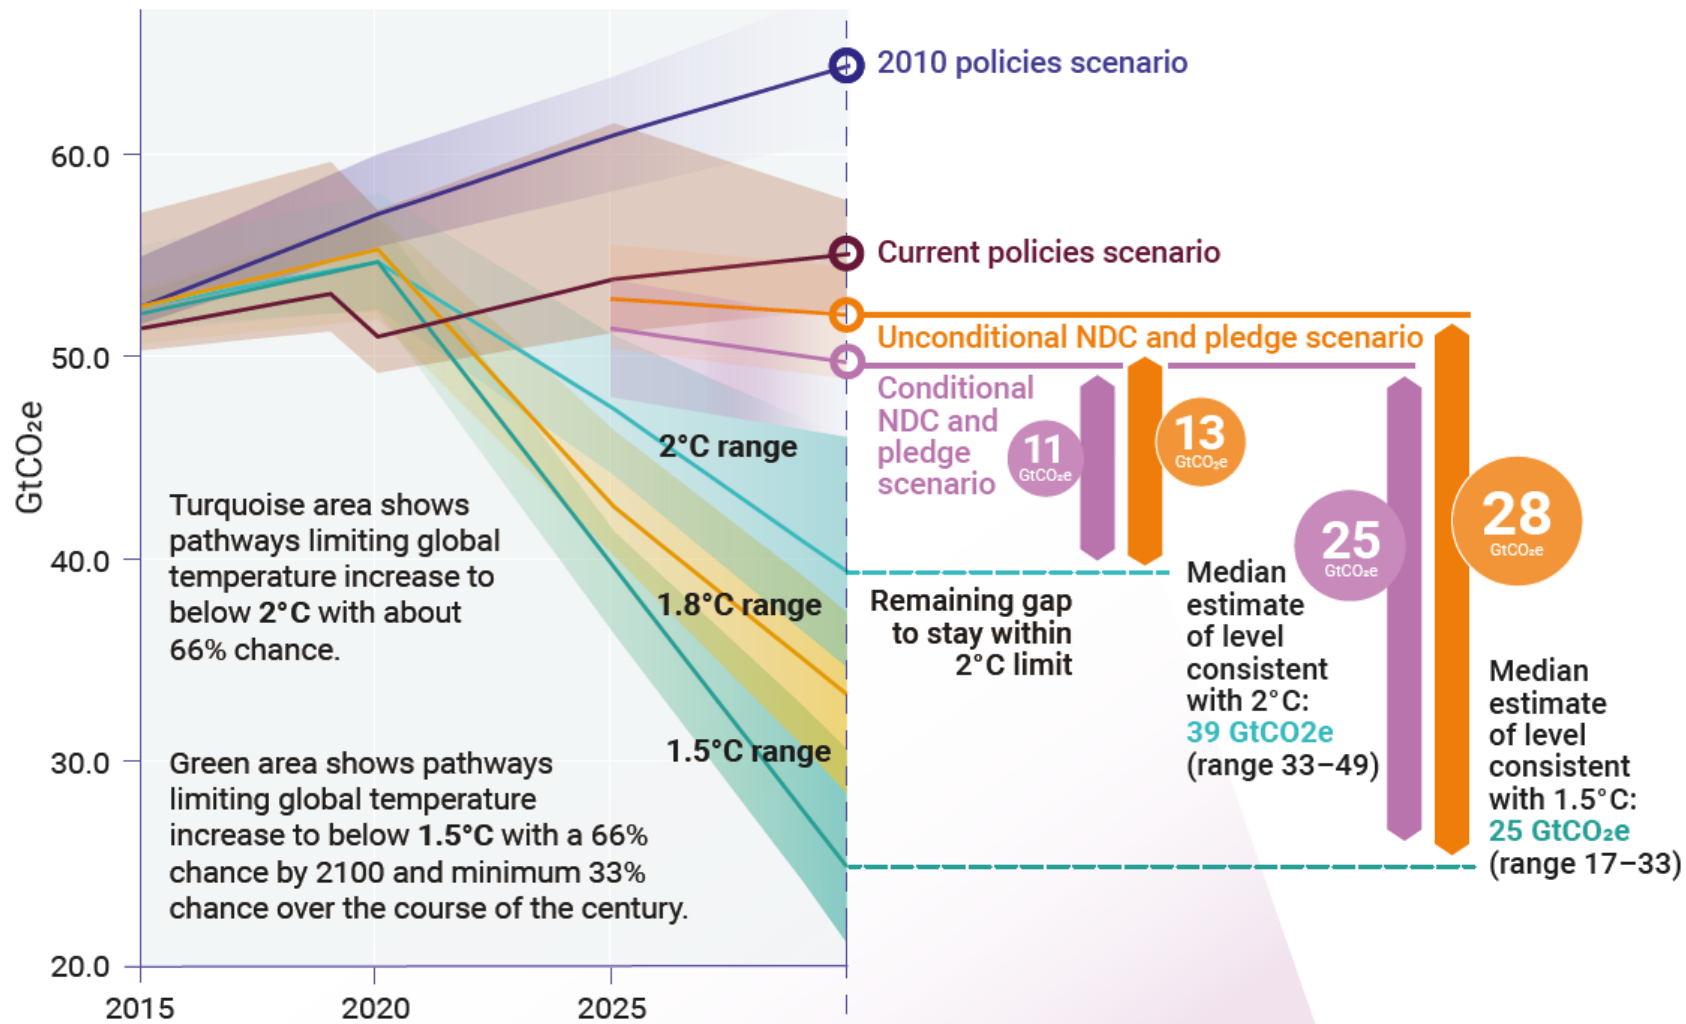 2010 policies scenario
60.0
Current policies scenario
Unconditional NDC and pledge scenario
50.0
Conditional
NDC and
pledge
scenario
11
GtCO₂e
13
GtCO₂e
28
GtCO₂e
25
GtCO₂e
GtCO₂e
2°C range
Turquoise area shows
pathways limiting global
temperature increase to
below 2°C with about
66% chance.
40.0
1.8°C range
Remaining gap
to stay within
2°C limit
Median
estimate
of level
consistent
with 2°C:
39 GtCO2e
(range 33–49)
Median
estimate
of level
consistent
with 1.5°C:
25 GtCO₂e
(range 17–33)
1.5°C range
30.0
Green area shows pathways
limiting global temperature
increase to below 1.5°C with a 66%
chance by 2100 and minimum 33%
chance over the course of the century.
20.0
2015
2020
2025